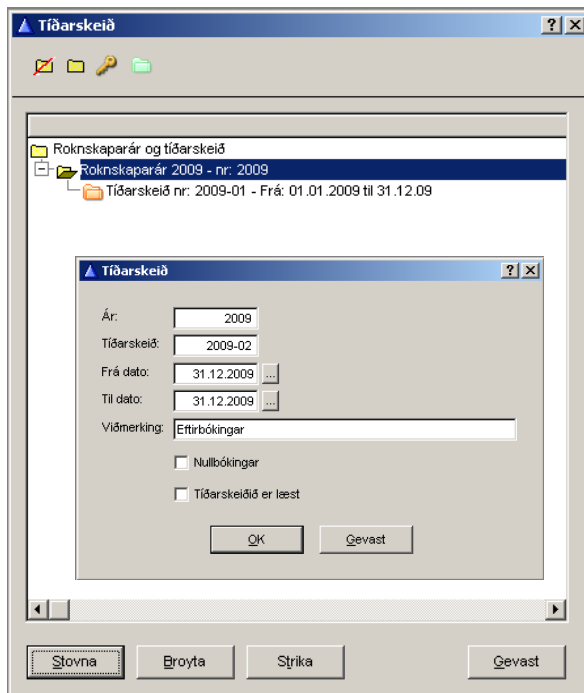 Tíðarskeið
Roknskaparár og tíðarskeið
Roknskaparár 2009 - nr: 2009
Tíðarskeið nr: 2009-01 - Frá: 01.01.2009 til 31.12.09
Tíðarskeið
Ár: 2009
Tíðarskeið: 2009-02
Frá dato: 31.12.2009 ...
Til dato: 31.12.2009 ...
Viðmerking: Eftirbókingar
Nullbókingar
Tíðarskeiðið er læst
OK Gevast
Stovna Broyta Strika Gevast